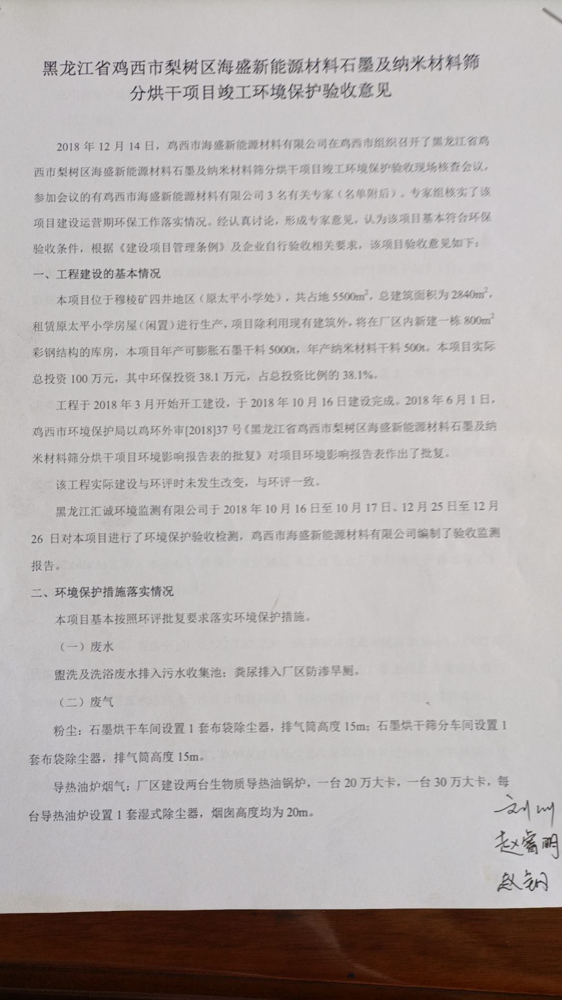 黑龙江省鸡西市梨树区海盛新能源材料石墨及纳米材料筛
分烘干项目竣工环境保护验收意见
2018 年 12 月 14 日，鸡西市海盛新能源材料有限公司在鸡西市组织召开了黑龙江省鸡
西市梨树区海盛新能源材料石墨及纳米材料筛分烘干项目竣工环境保护验收现场核查会议，
参加会议的有鸡西市海盛新能源材料有限公司 3 名有关专家（名单附后）。专家组核实了该
项目建设运营期环保工作落实情况。经认真讨论，形成专家意见，认为该项目基本符合环保
验收条件，根据《建设项目管理条例》及企业自行验收相关要求，该项目验收意见如下：
一、工程建设的基本情况
本项目位于穆棱矿四井地区（原太平小学处），共占地 5500m²，总建筑面积为 2840m²，
租赁原太平小学房屋（闲置）进行生产，项目除利用现有建筑外，将在厂区内新建一栋 800m²
彩钢结构的库房，本项目年产可膨胀石墨干料 5000t，年产纳米材料干料 500t。本项目实际
总投资 100 万元，其中环保投资 38.1 万元，占总投资比例的 38.1%。
工程于 2018 年 3 月开始开工建设，于 2018 年 10 月 16 日建设完成。2018 年 6 月 1 日，
鸡西市环境保护局以鸡环外审[2018]37 号《黑龙江省鸡西市梨树区海盛新能源材料石墨及纳
米材料筛分烘干项目环境影响报告表的批复》对项目环境影响报告表作出了批复。
该工程实际建设与环评时未发生改变，与环评一致。
黑龙江汇诚环境监测有限公司于 2018 年 10 月 16 日至 10 月 17 日、12 月 25 日至 12 月
26 日对本项目进行了环境保护验收检测，鸡西市海盛新能源材料有限公司编制了验收监测
报告。
二、环境保护措施落实情况
本项目基本按照环评批复要求落实环境保护措施。
（一）废水
盥洗及洗浴废水排入污水收集池；粪尿排入厂区防渗旱厕。
（二）废气
粉尘：石墨烘干车间设置 1 套布袋除尘器，排气筒高度 15m；石墨烘干筛分车间设置 1
套布袋除尘器，排气筒高度 15m。
导热油炉烟气：厂区建设两台生物质导热油锅炉，一台 20 万大卡，一台 30 万大卡，每
台导热油炉设置 1 套湿式除尘器，烟囱高度均为 20m。
刘川
赵睿明
赵钢